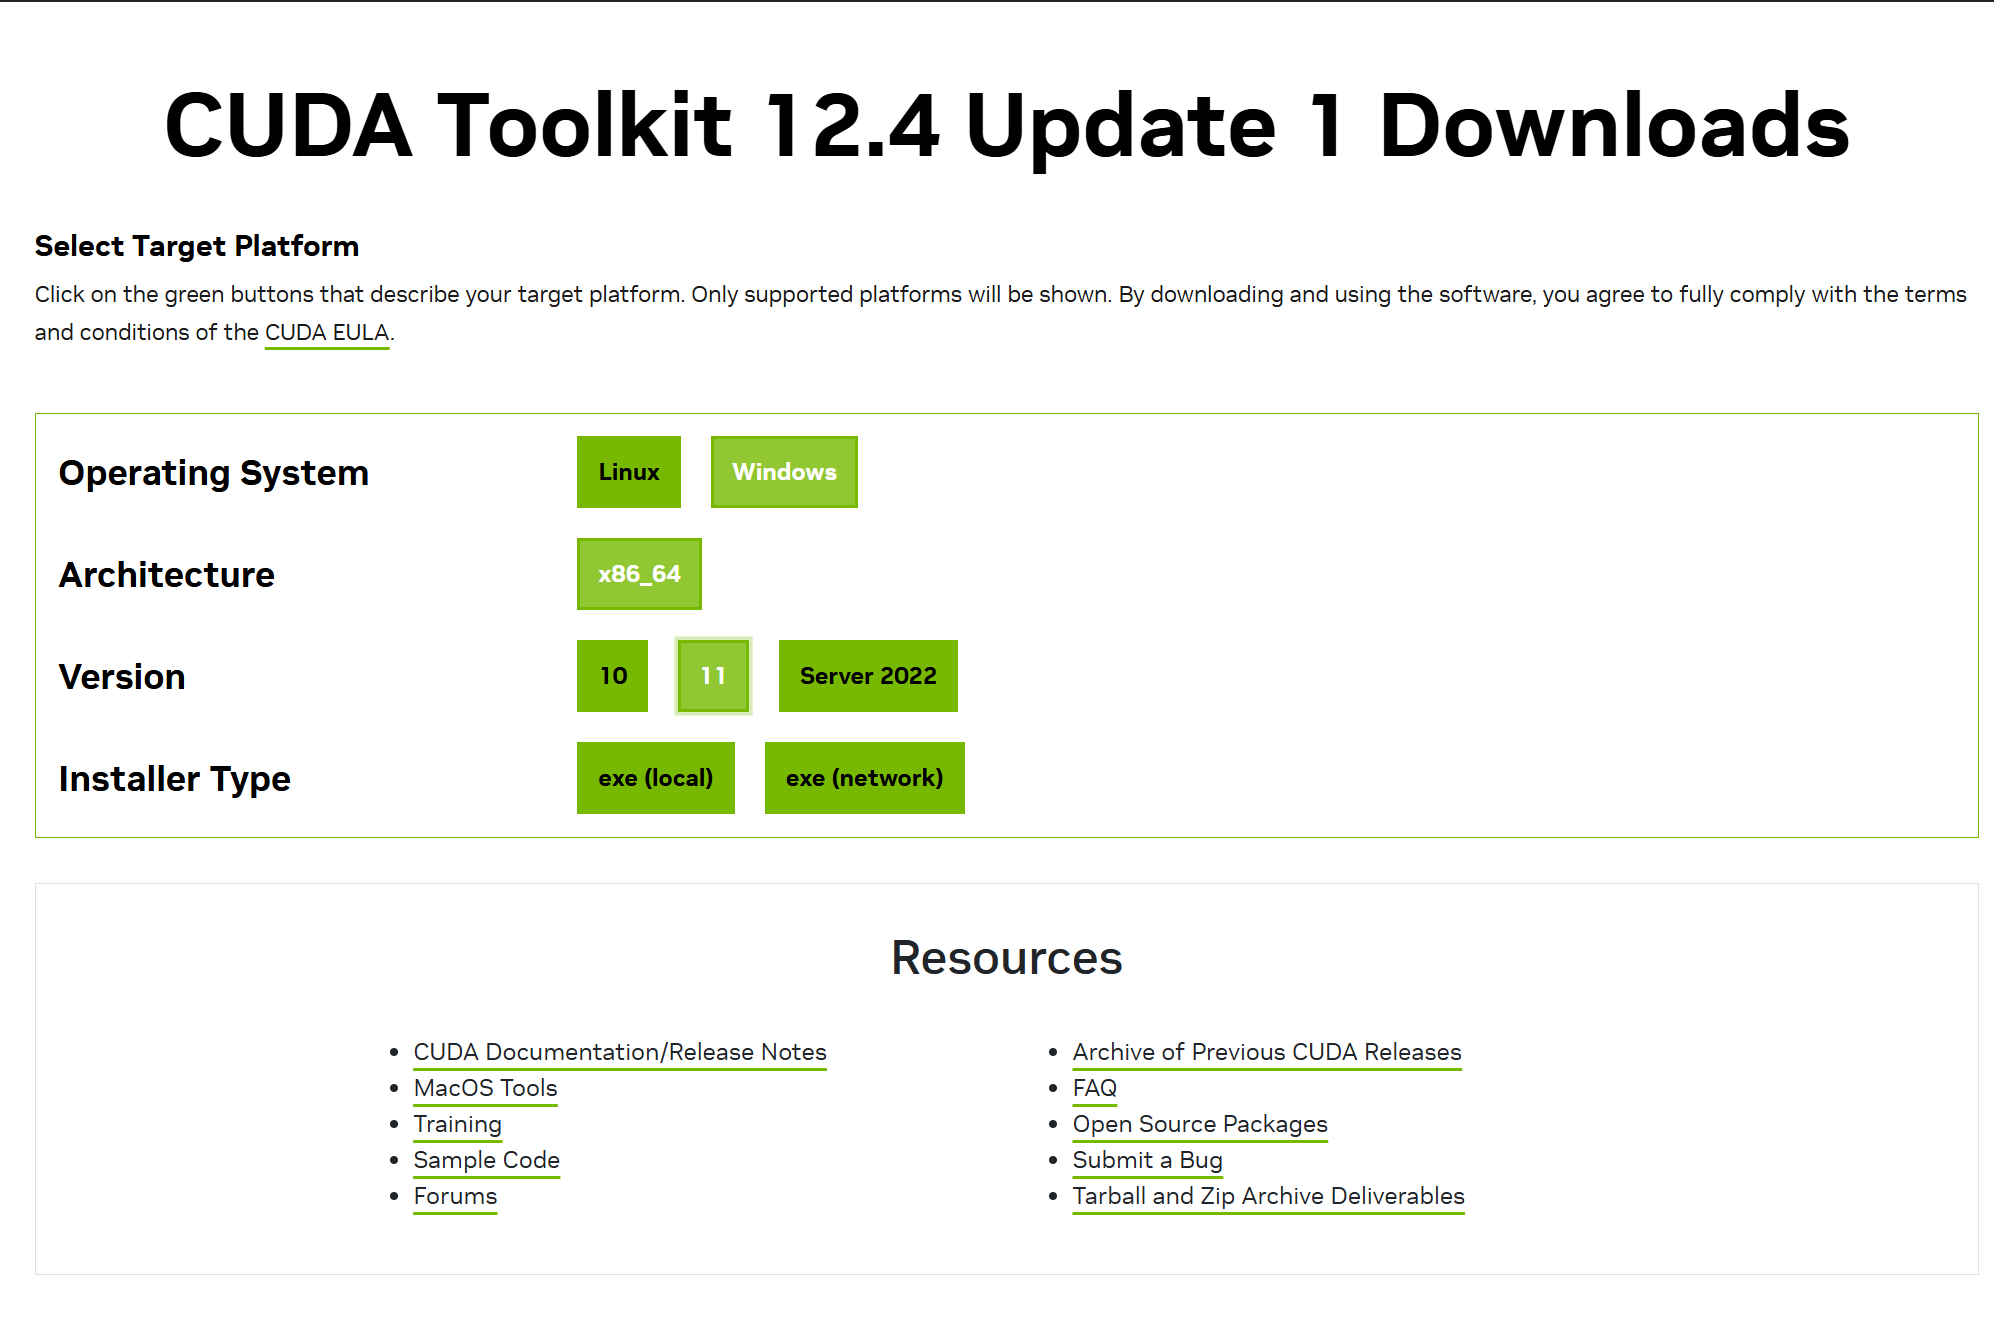 CUDA Toolkit 12.4 Update 1 Downloads
Select Target Platform
Click on the green buttons that describe your target platform. Only supported platforms will be shown. By downloading and using the software, you agree to fully comply with the terms
and conditions of the CUDA EULA.
Operating System
Linux
Windows
Architecture
x86_64
Version
10
11
Server 2022
Installer Type
exe (local)
exe (network)
Resources
CUDA Documentation/Release Notes
MacOS Tools
Training
Sample Code
Forums
Archive of Previous CUDA Releases
FAQ
Open Source Packages
Submit a Bug
Tarball and Zip Archive Deliverables